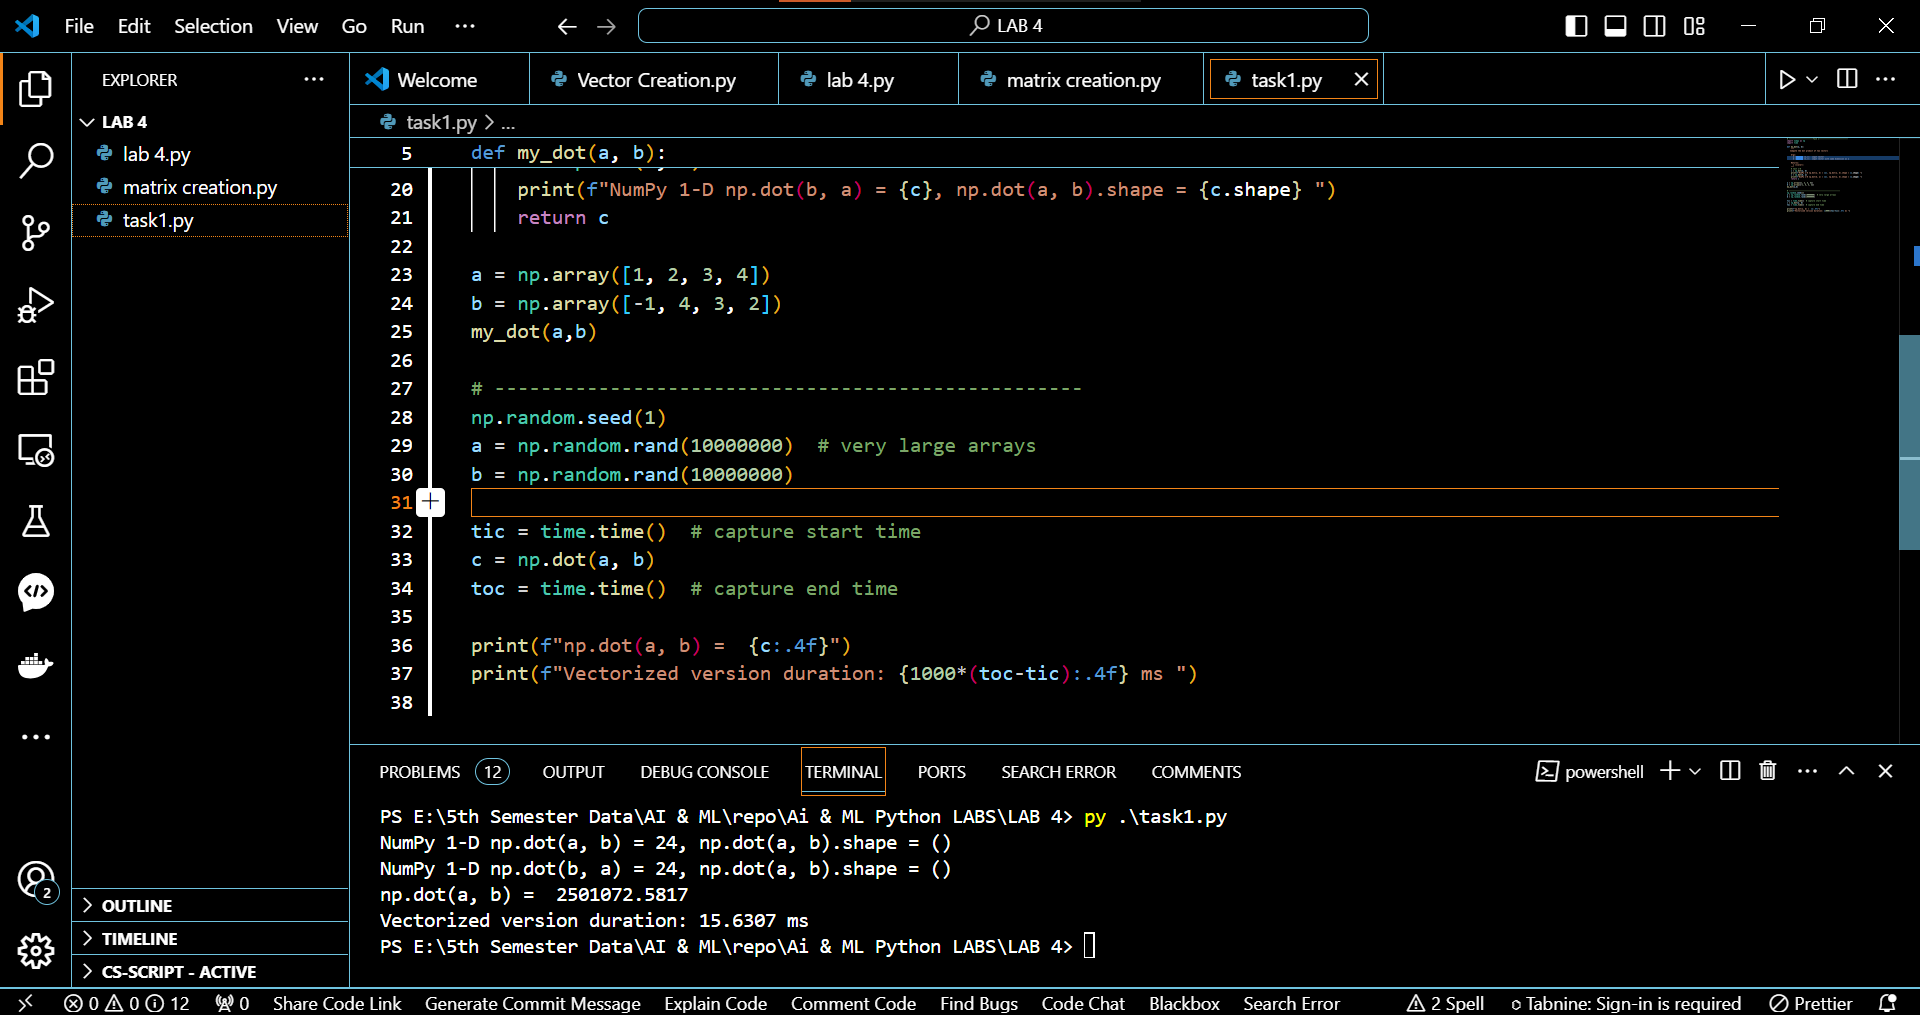 File Edit Selection View Go Run ··· LAB 4
EXPLORER ···
LAB 4
lab 4.py
matrix creation.py
task1.py
OUTLINE
TIMELINE
CS-SCRIPT - ACTIVE
2
Welcome Vector Creation.py lab 4.py matrix creation.py task1.py
task1.py > ...
5 def my_dot(a, b):
20 print(f"NumPy 1-D np.dot(b, a) = {c}, np.dot(a, b).shape = {c.shape} ")
21 return c
22
23 a = np.array([1, 2, 3, 4])
24 b = np.array([-1, 4, 3, 2])
25 my_dot(a,b)
26
27 # ---------------------------------------------------
28 np.random.seed(1)
29 a = np.random.rand(10000000)  # very large arrays
30 b = np.random.rand(10000000)
31
32 tic = time.time()  # capture start time
33 c = np.dot(a, b)
34 toc = time.time()  # capture end time
35
36 print(f"np.dot(a, b) =  {c:.4f}")
37 print(f"Vectorized version duration: {1000*(toc-tic):.4f} ms ")
38
PROBLEMS 12 OUTPUT DEBUG CONSOLE TERMINAL PORTS SEARCH ERROR COMMENTS powershell
PS E:\5th Semester Data\AI & ML\repo\Ai & ML Python LABS\LAB 4> py .\task1.py
NumPy 1-D np.dot(a, b) = 24, np.dot(a, b).shape = ()
NumPy 1-D np.dot(b, a) = 24, np.dot(a, b).shape = ()
np.dot(a, b) =  2501072.5817
Vectorized version duration: 15.6307 ms
PS E:\5th Semester Data\AI & ML\repo\Ai & ML Python LABS\LAB 4>
0 0 12 0 Share Code Link Generate Commit Message Explain Code Comment Code Find Bugs Code Chat Blackbox Search Error 2 Spell Tabnine: Sign-in is required Prettier